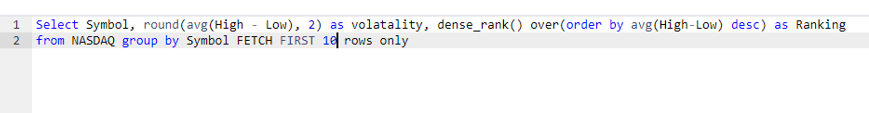 1 Select Symbol, round(avg(High - Low), 2) as volatality, dense_rank() over(order by avg(High-Low) desc) as Ranking
2 from NASDAQ group by Symbol FETCH FIRST 10 rows only